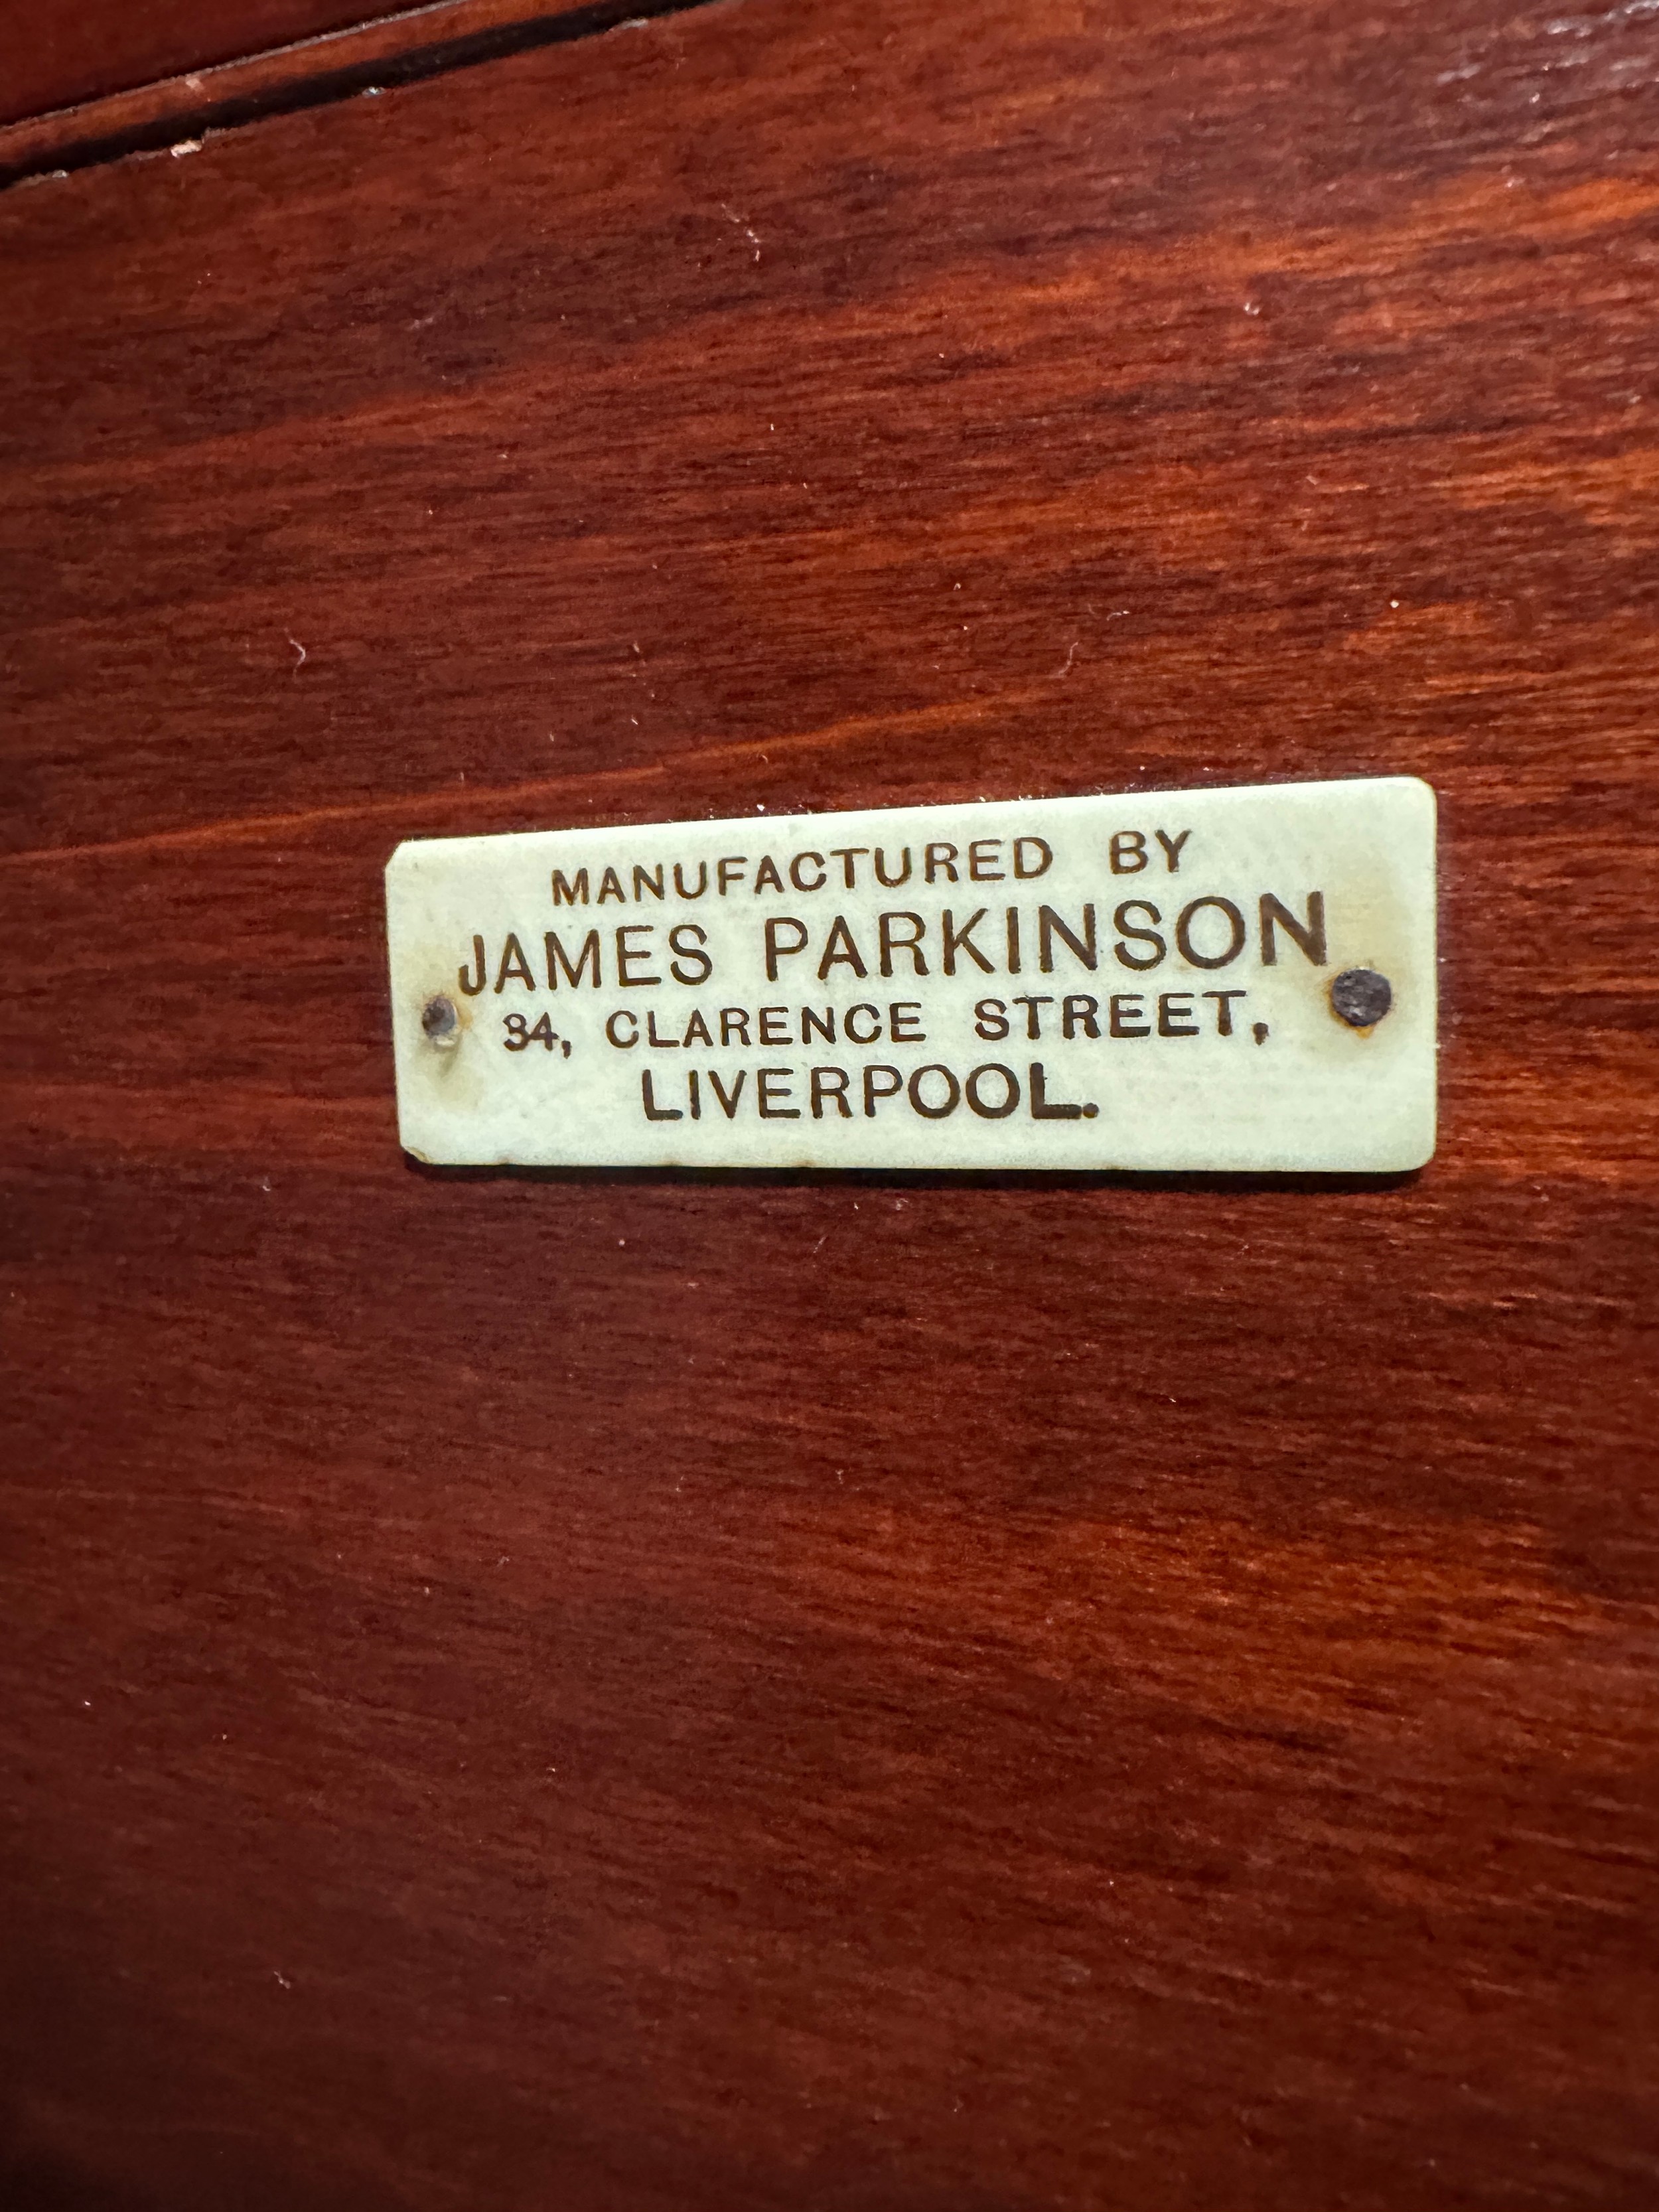 MANUFACTURED BY
JAMES PARKINSON
34, CLARENCE STREET,
LIVERPOOL.